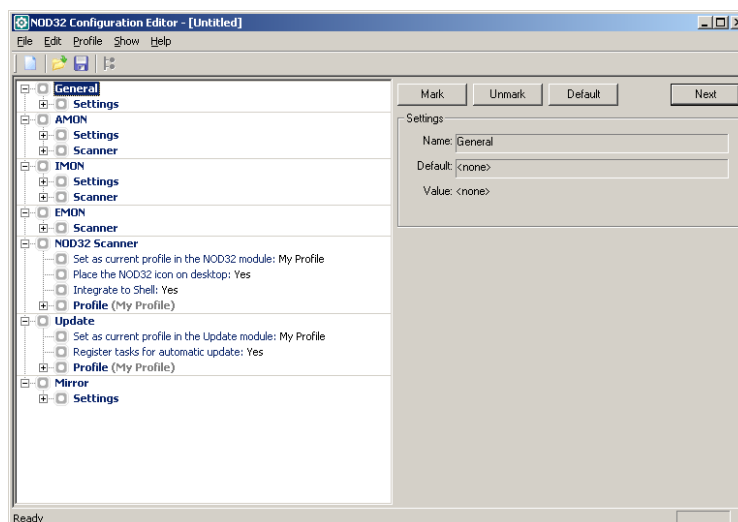 NOD32 Configuration Editor - [Untitled]
File Edit Profile Show Help
General
Settings
AMON
Settings
Scanner
IMON
Settings
Scanner
EMON
Scanner
NOD32 Scanner
Set as current profile in the NOD32 module: My Profile
Place the NOD32 icon on desktop: Yes
Integrate to Shell: Yes
Profile (My Profile)
Update
Set as current profile in the Update module: My Profile
Register tasks for automatic update: Yes
Profile (My Profile)
Mirror
Settings
Mark Unmark Default Next
Settings
Name: General
Default: <none>
Value: <none>
Ready